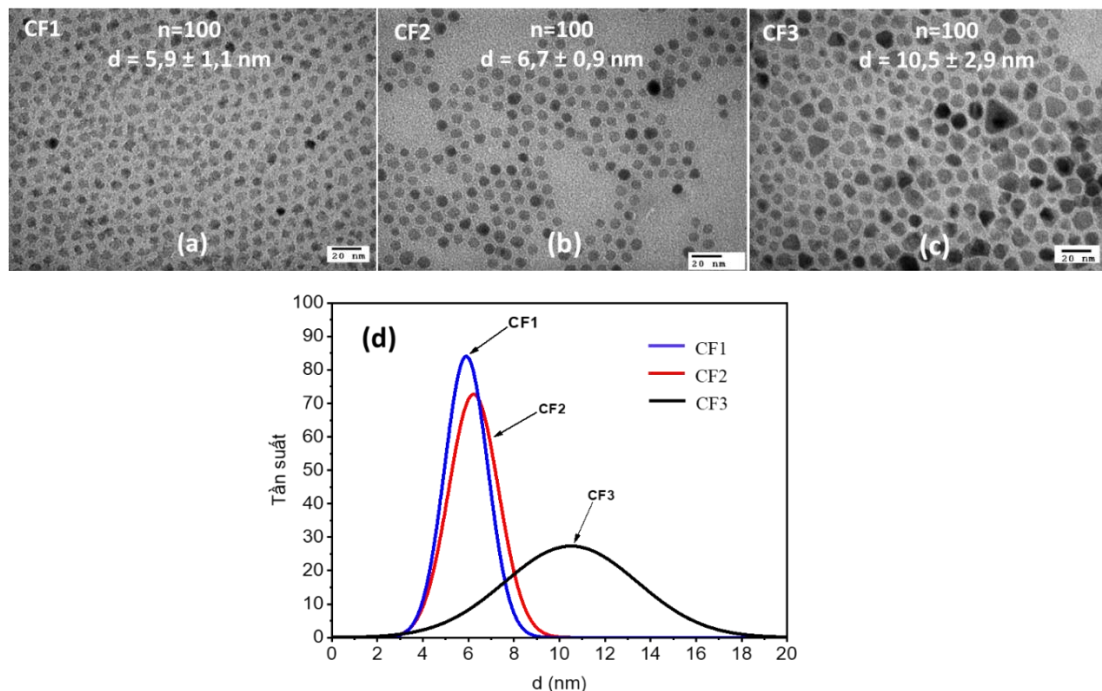 CF1
n=100
d = 5,9 ± 1,1 nm
(a)
20 nm
CF2
n=100
d = 6,7 ± 0,9 nm
(b)
20 nm
CF3
n=100
d = 10,5 ± 2,9 nm
(c)
20 nm
(d)
100
90
80
70
60
50
40
30
20
10
0
Tần suất
CF1
CF2
CF3
CF1
CF2
CF3
0 2 4 6 8 10 12 14 16 18 20
d (nm)